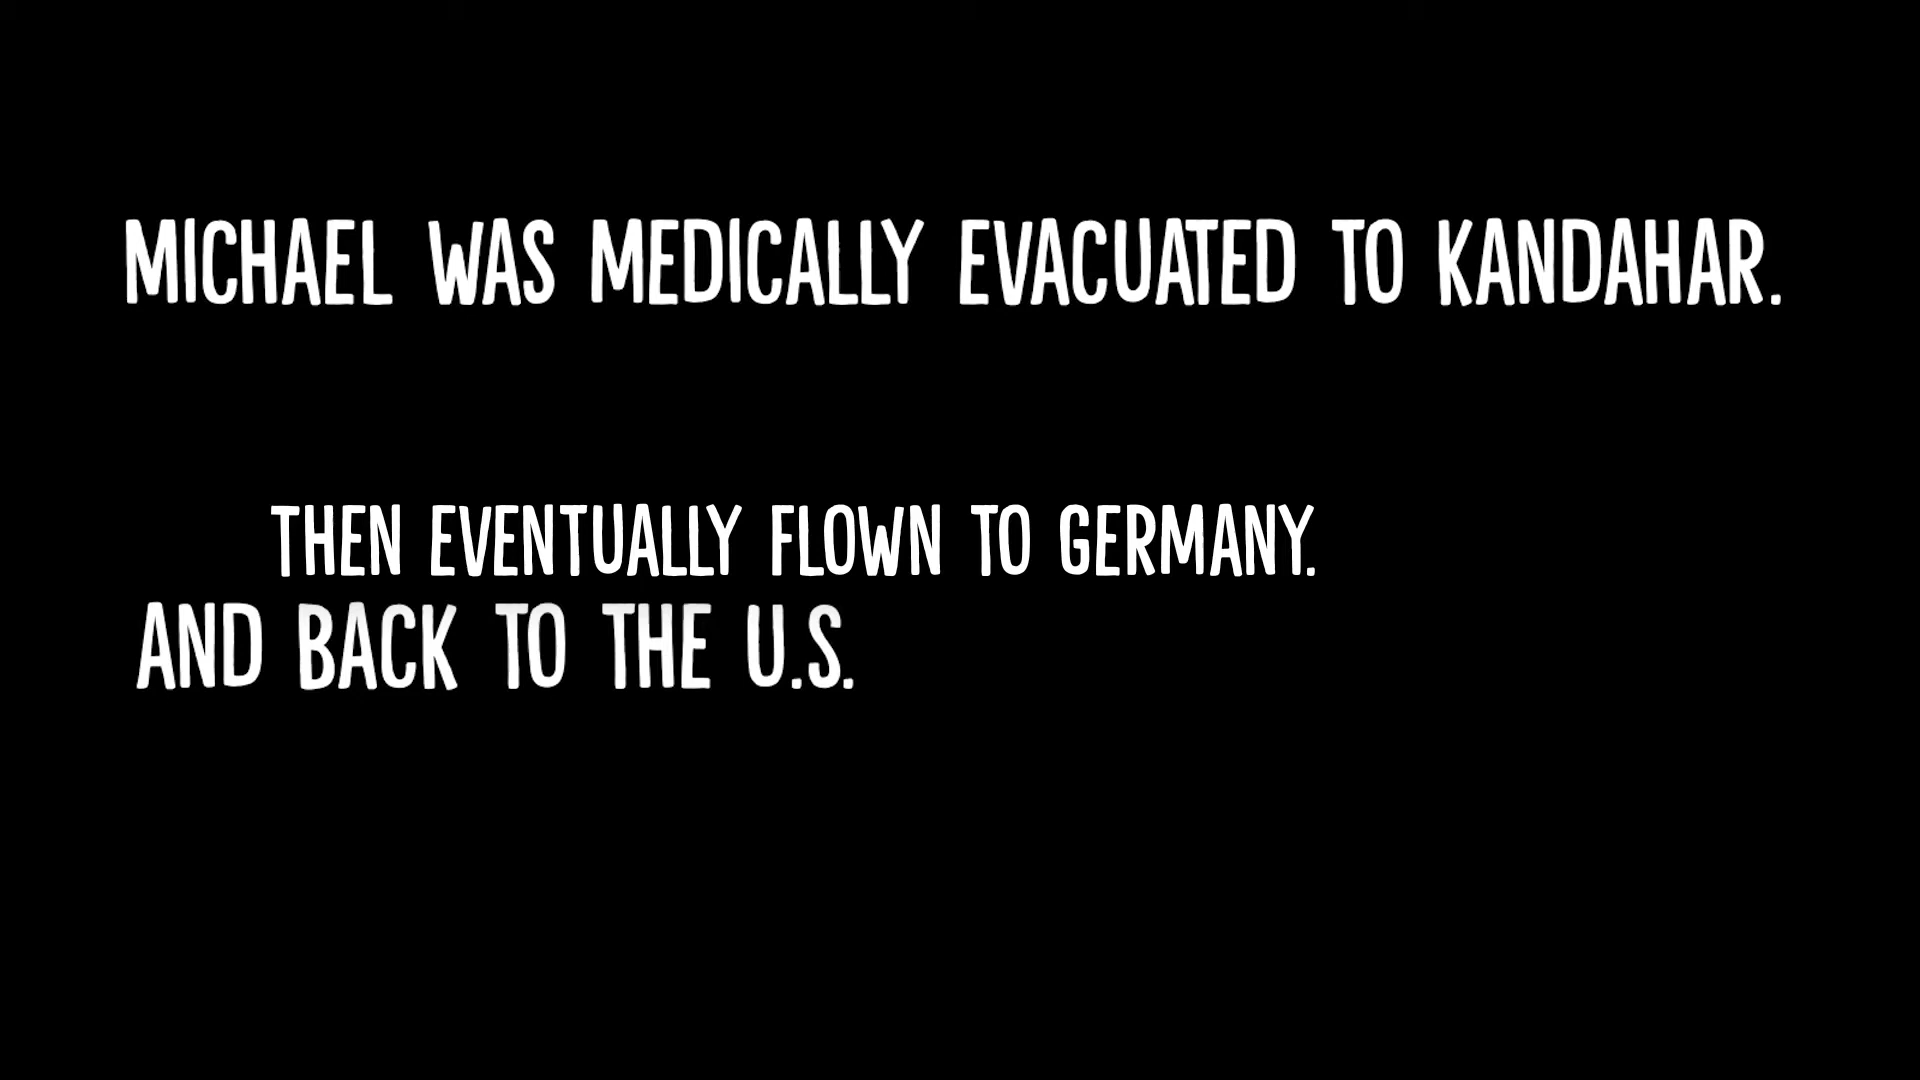 MICHAEL WAS MEDICALLY EVACUATED TO KANDAHAR.
THEN EVENTUALLY FLOWN TO GERMANY.
AND BACK TO THE U.S.